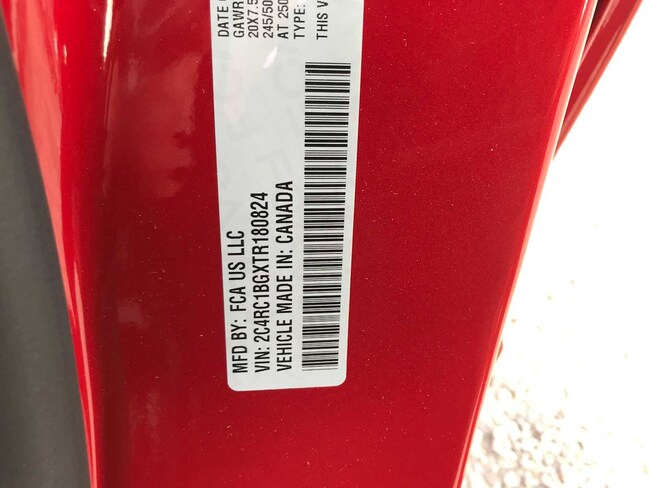 MFD BY: FCA US LLC
VIN: 2C4RC1BGXTR180824
VEHICLE MADE IN: CANADA
DATE
GAWR
20X7.5
245/50
AT 250
TYPE:
THIS V